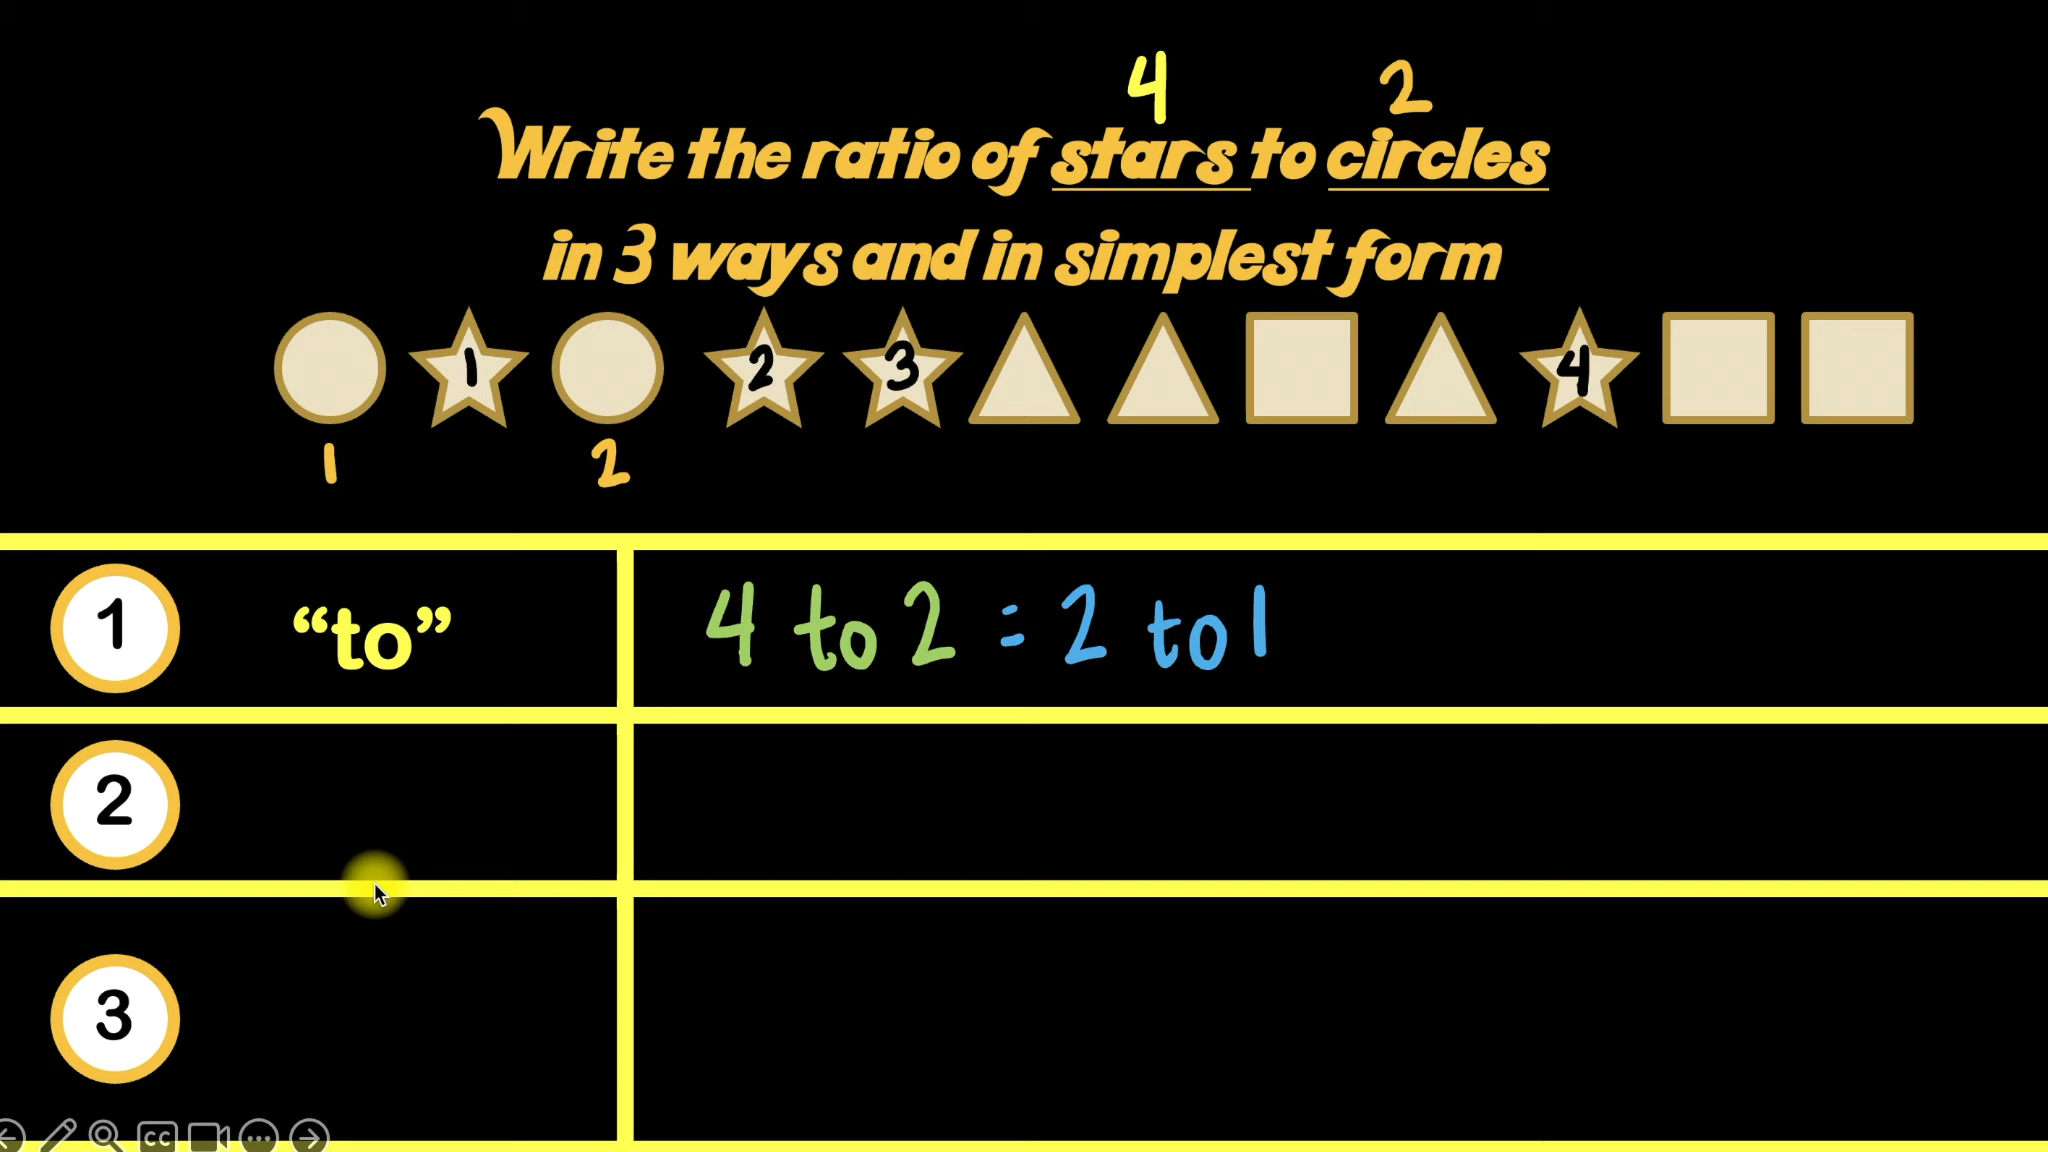 4 2
Write the ratio of stars to circles
in 3 ways and in simplest form
1 2 3 4
1 2
1 “to” 4 to 2 = 2 to 1
2
3
CC